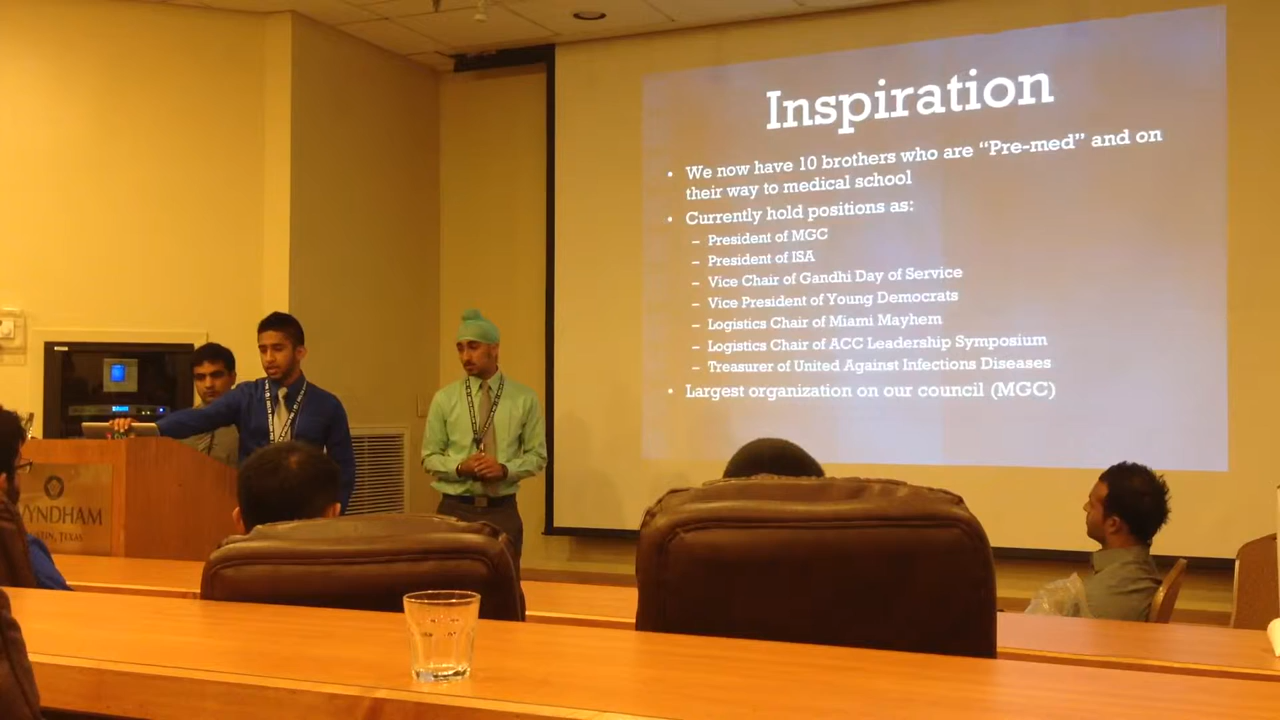 Inspiration
• We now have 10 brothers who are “Pre-med” and on
their way to medical school
• Currently hold positions as:
– President of MGC
– President of ISA
– Vice Chair of Gandhi Day of Service
– Vice President of Young Democrats
– Logistics Chair of Miami Mayhem
– Logistics Chair of ACC Leadership Symposium
– Treasurer of United Against Infections Diseases
• Largest organization on our council (MGC)
WYNDHAM
AUSTIN, TEXAS